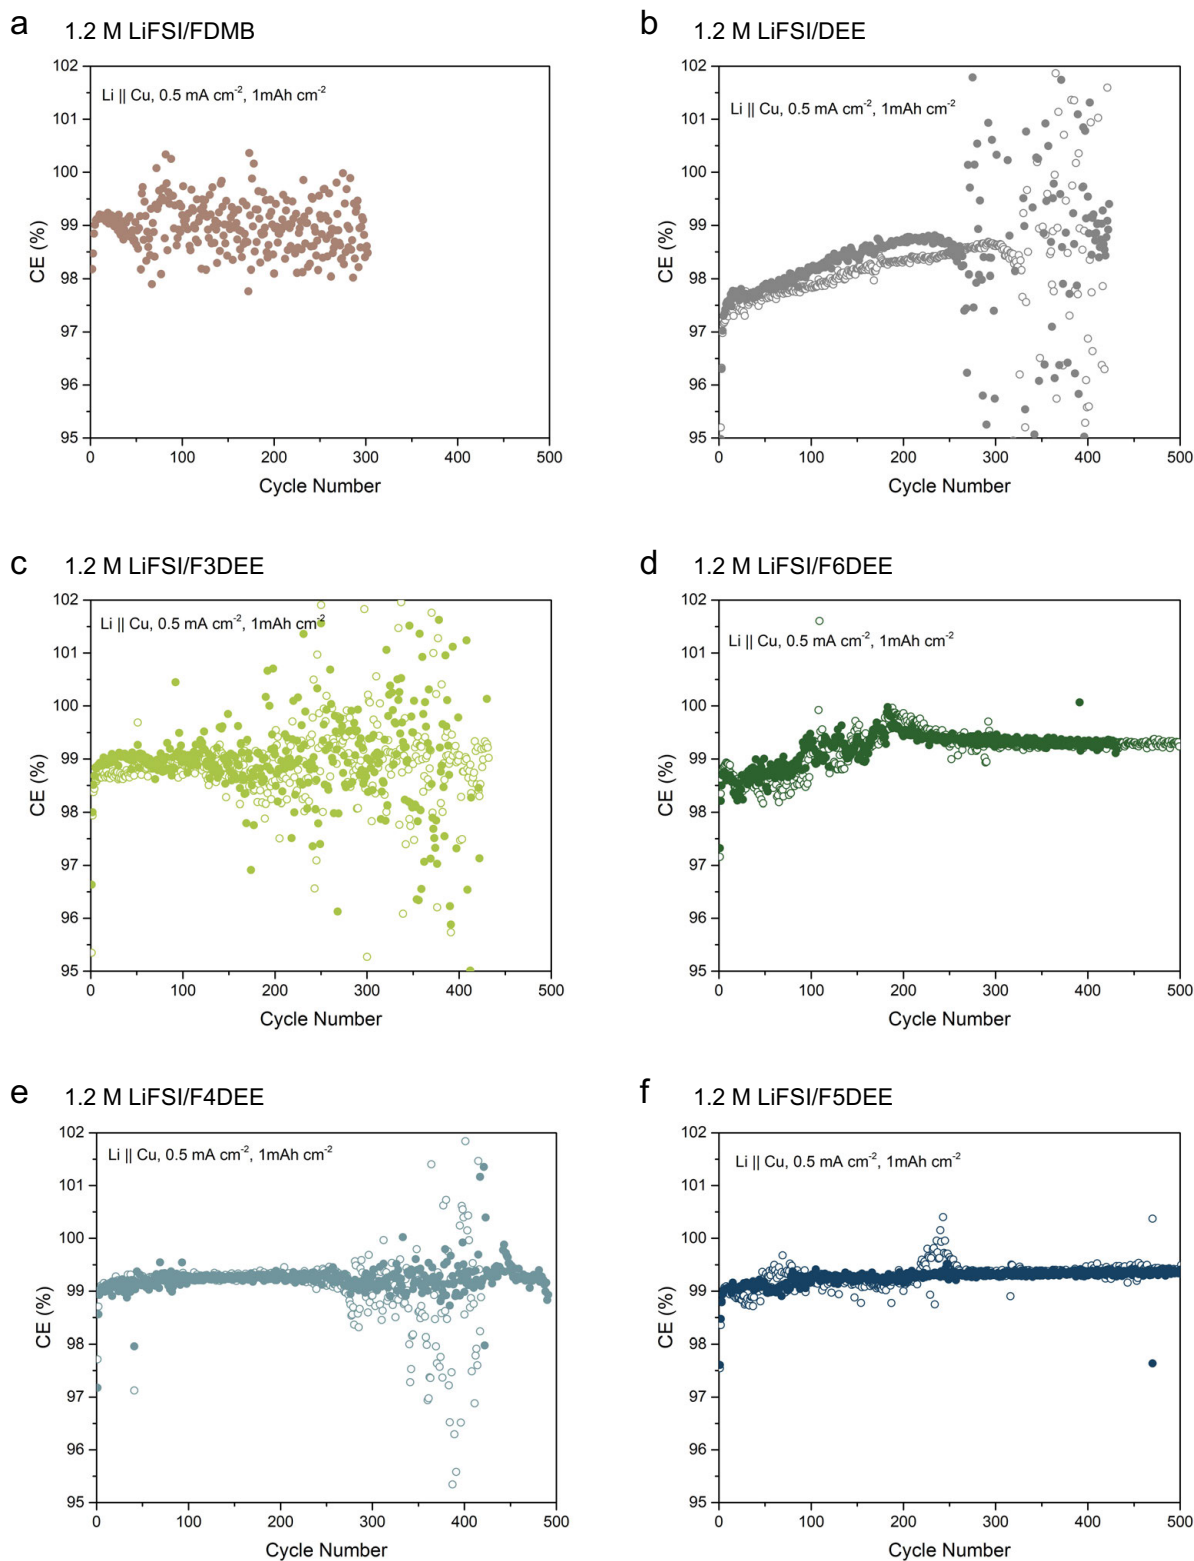 a 1.2 M LiFSI/FDMB
Li || Cu, 0.5 mA cm⁻², 1mAh cm⁻²
102
101
100
99
98
97
96
95
CE (%)
0 100 200 300 400 500
Cycle Number
b 1.2 M LiFSI/DEE
Li || Cu, 0.5 mA cm⁻², 1mAh cm⁻²
102
101
100
99
98
97
96
95
CE (%)
0 100 200 300 400 500
Cycle Number
c 1.2 M LiFSI/F3DEE
Li || Cu, 0.5 mA cm⁻², 1mAh cm⁻²
102
101
100
99
98
97
96
95
CE (%)
0 100 200 300 400 500
Cycle Number
d 1.2 M LiFSI/F6DEE
Li || Cu, 0.5 mA cm⁻², 1mAh cm⁻²
102
101
100
99
98
97
96
95
CE (%)
0 100 200 300 400 500
Cycle Number
e 1.2 M LiFSI/F4DEE
Li || Cu, 0.5 mA cm⁻², 1mAh cm⁻²
102
101
100
99
98
97
96
95
CE (%)
0 100 200 300 400 500
Cycle Number
f 1.2 M LiFSI/F5DEE
Li || Cu, 0.5 mA cm⁻², 1mAh cm⁻²
102
101
100
99
98
97
96
95
CE (%)
0 100 200 300 400 500
Cycle Number